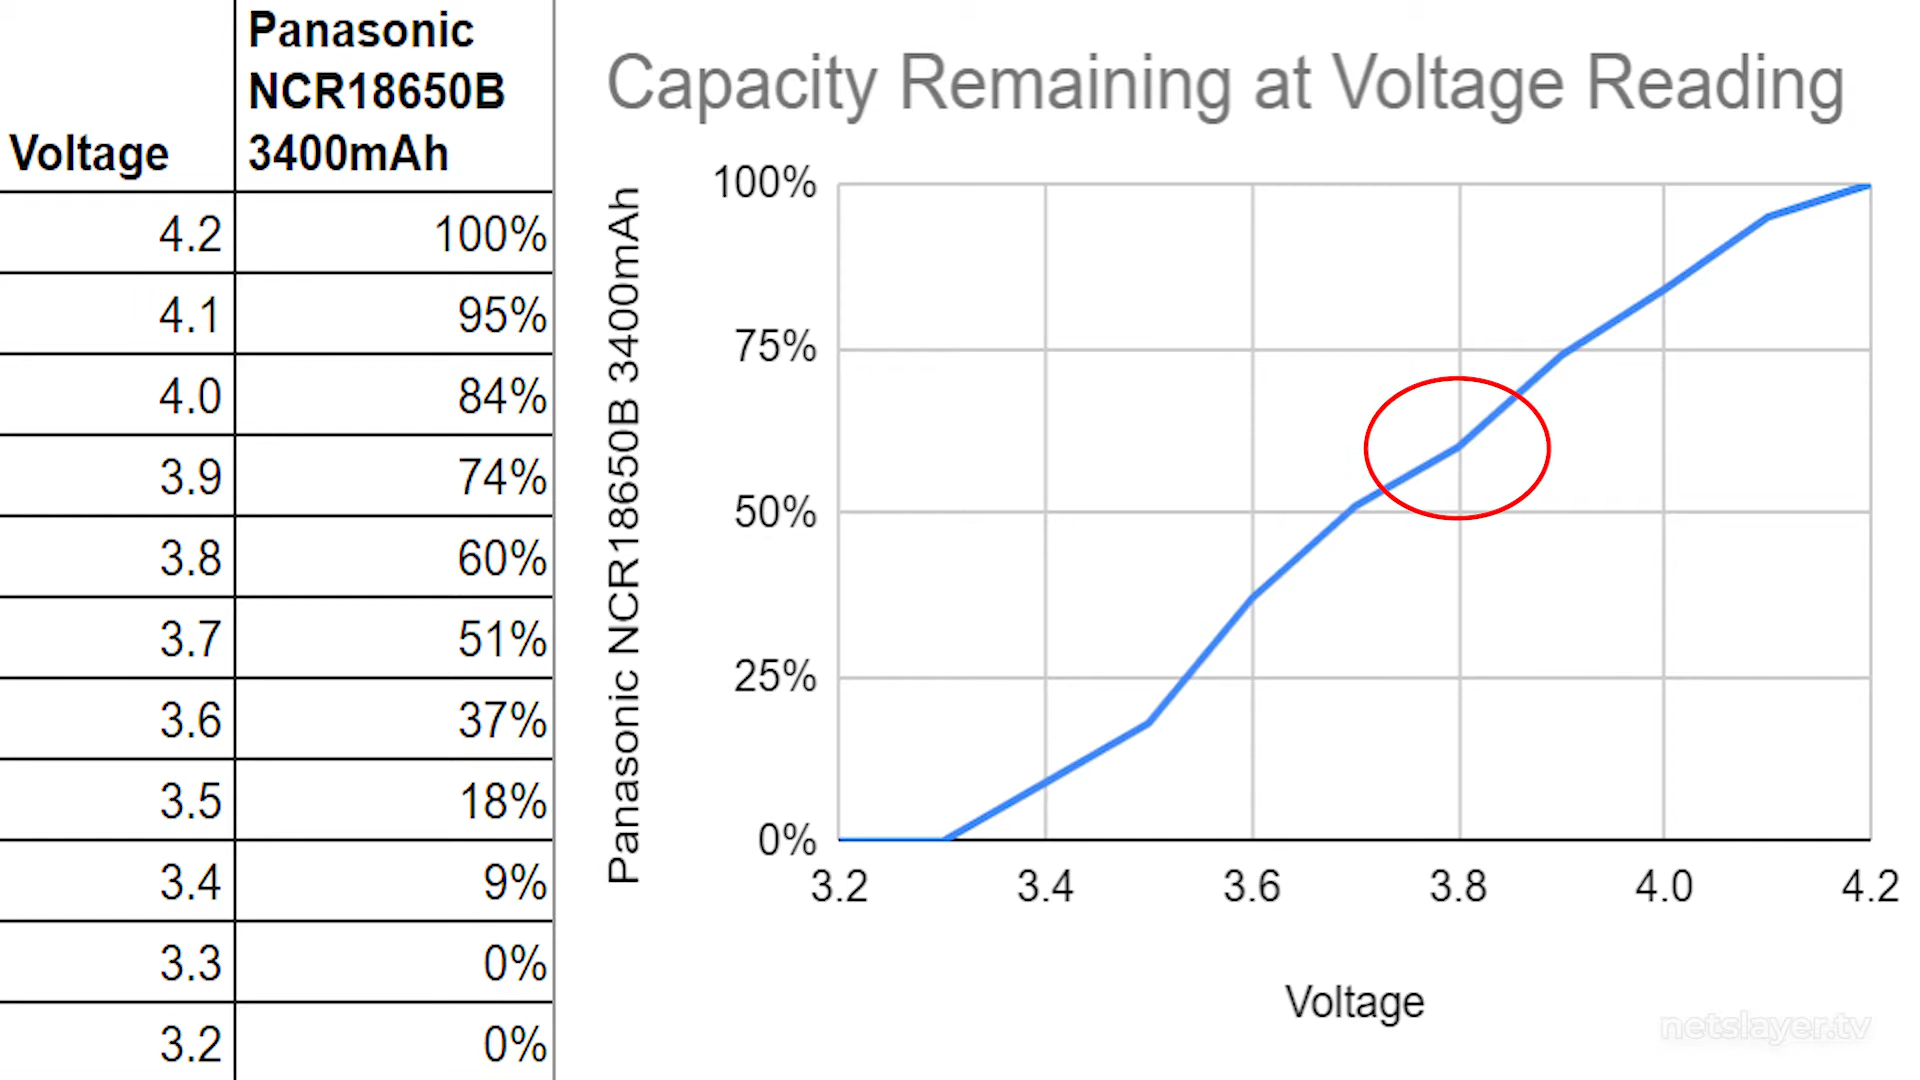 Voltage
Panasonic
NCR18650B
3400mAh
4.2 100%
4.1 95%
4.0 84%
3.9 74%
3.8 60%
3.7 51%
3.6 37%
3.5 18%
3.4 9%
3.3 0%
3.2 0%
Capacity Remaining at Voltage Reading
Panasonic NCR18650B 3400mAh
100%
75%
50%
25%
0%
3.2 3.4 3.6 3.8 4.0 4.2
Voltage
netslayer.tv